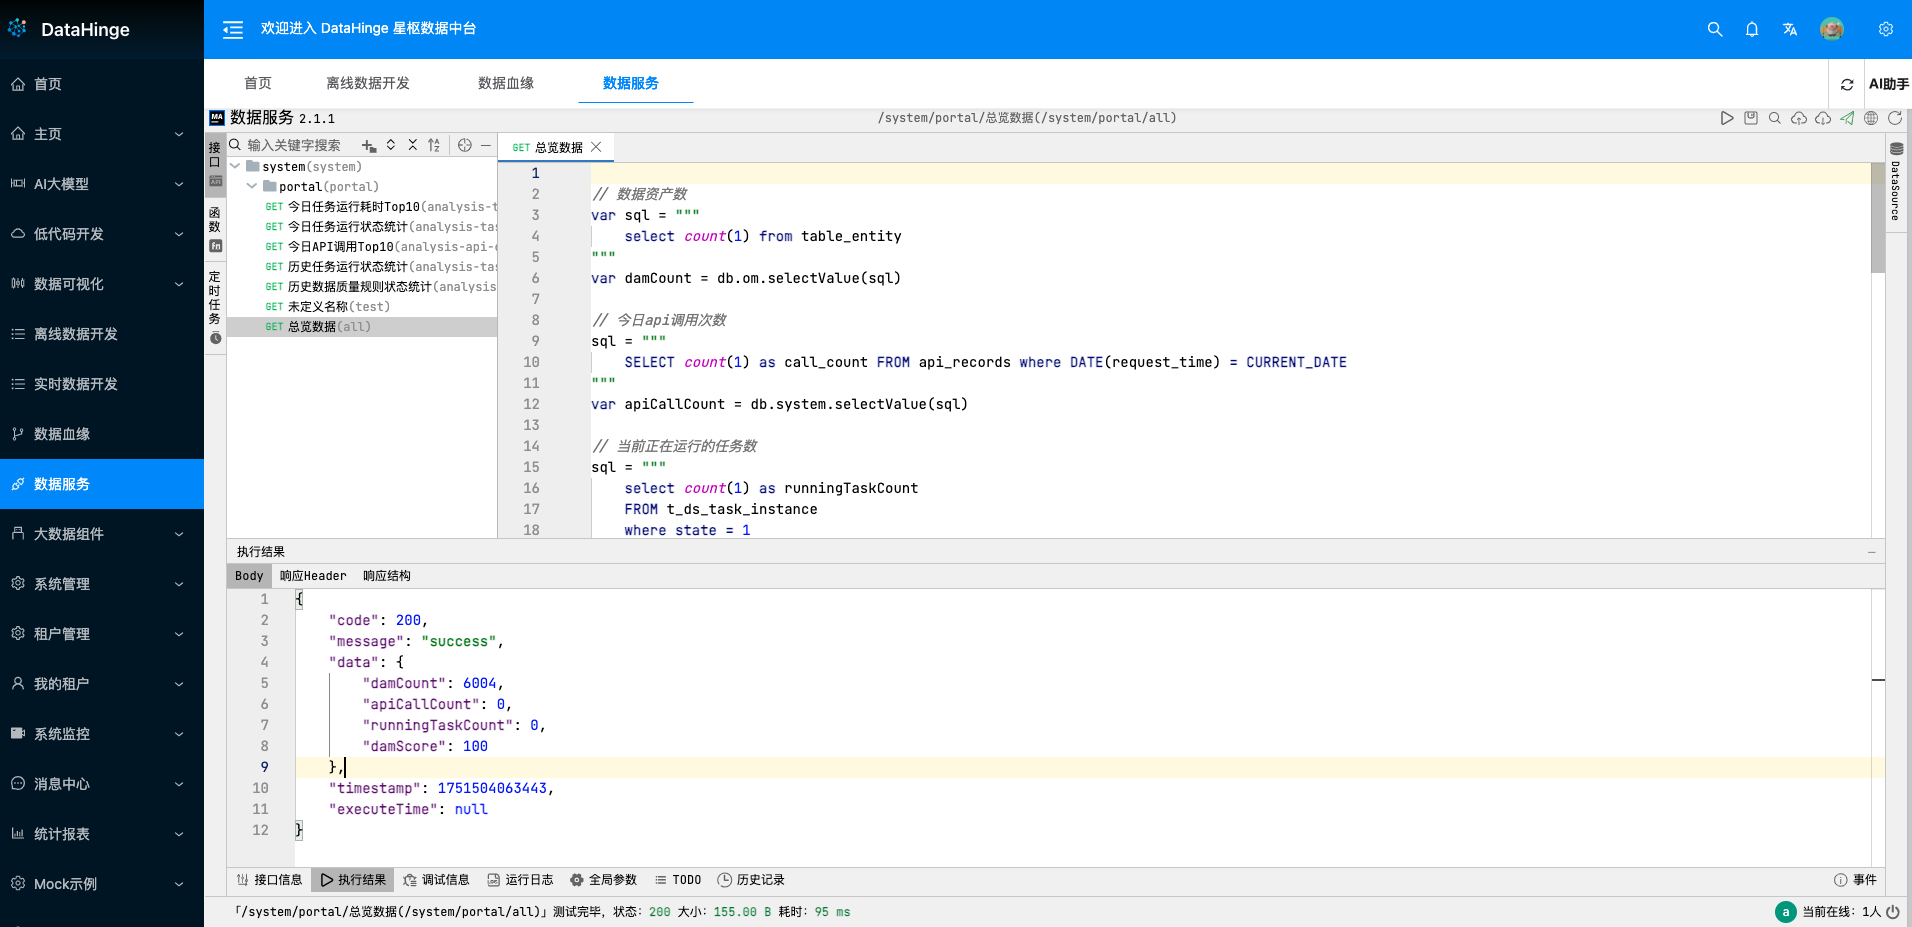 DataHinge
欢迎进入 DataHinge 星枢数据中台
首页
主页
AI大模型
低代码开发
数据可视化
离线数据开发
实时数据开发
数据血缘
数据服务
大数据组件
系统管理
租户管理
我的租户
系统监控
消息中心
统计报表
Mock示例
首页 离线数据开发 数据血缘 数据服务 AI助手
MA 数据服务 2.1.1 /system/portal/总览数据(/system/portal/all)
接口
API
函数
fn
定时任务
输入关键字搜索
system(system)
portal(portal)
GET 今日任务运行耗时Top10(analysis-t
GET 今日任务运行状态统计(analysis-tas
GET 今日API调用Top10(analysis-api-c
GET 历史任务运行状态统计(analysis-tas
GET 历史数据质量规则状态统计(analysis
GET 未定义名称(test)
GET 总览数据(all)
GET 总览数据
1
2 // 数据资产数
3 var sql = """
4 select count(1) from table_entity
5 """
6 var damCount = db.om.selectValue(sql)
7
8 // 今日api调用次数
9 sql = """
10 SELECT count(1) as call_count FROM api_records where DATE(request_time) = CURRENT_DATE
11 """
12 var apiCallCount = db.system.selectValue(sql)
13
14 // 当前正在运行的任务数
15 sql = """
16 select count(1) as runningTaskCount
17 FROM t_ds_task_instance
18 where state = 1
DataSource
执行结果
Body 响应Header 响应结构
1 {
2 "code": 200,
3 "message": "success",
4 "data": {
5 "damCount": 6004,
6 "apiCallCount": 0,
7 "runningTaskCount": 0,
8 "damScore": 100
9 },
10 "timestamp": 1751504063443,
11 "executeTime": null
12 }
接口信息 执行结果 调试信息 运行日志 全局参数 TODO 历史记录 事件
「/system/portal/总览数据(/system/portal/all)」测试完毕，状态：200 大小：155.00 B 耗时：95 ms
a 当前在线：1人